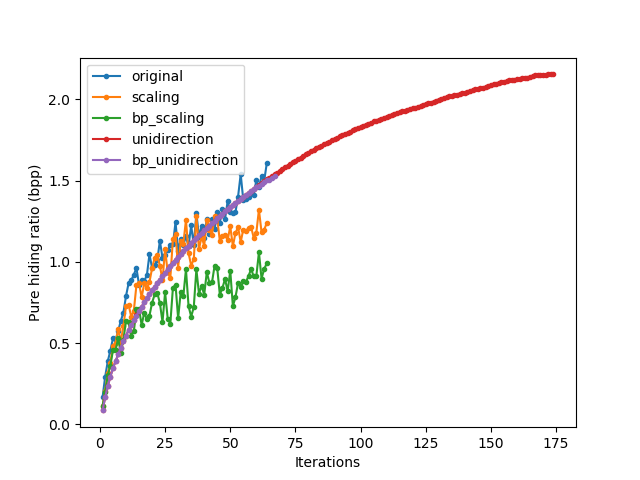 original
scaling
bp_scaling
unidirection
bp_unidirection
Pure hiding ratio (bpp)
2.0
1.5
1.0
0.5
0.0
0 25 50 75 100 125 150 175
Iterations